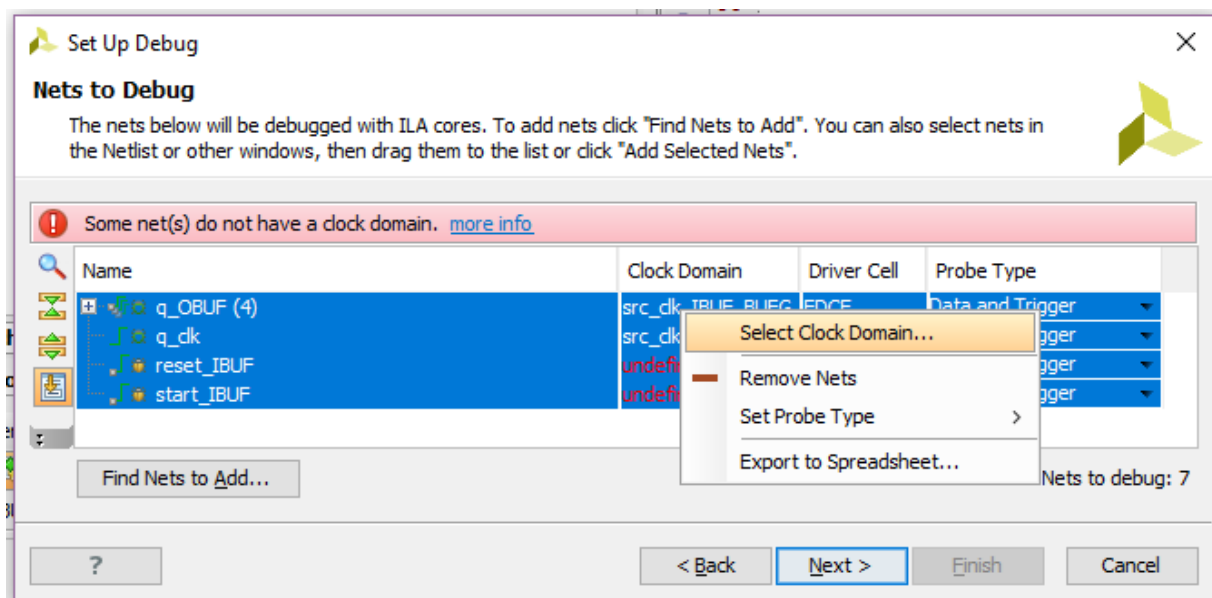 Set Up Debug
Nets to Debug
The nets below will be debugged with ILA cores. To add nets click "Find Nets to Add". You can also select nets in
the Netlist or other windows, then drag them to the list or click "Add Selected Nets".
Some net(s) do not have a clock domain. more info
Name Clock Domain Driver Cell Probe Type
q_OBUF (4) src_clk_IBUF_BUFG FDCE Data and Trigger
q_clk src_clk
reset_IBUF
start_IBUF
Select Clock Domain...
Remove Nets
Set Probe Type >
Export to Spreadsheet...
Find Nets to Add... Nets to debug: 7
? < Back Next > Finish Cancel